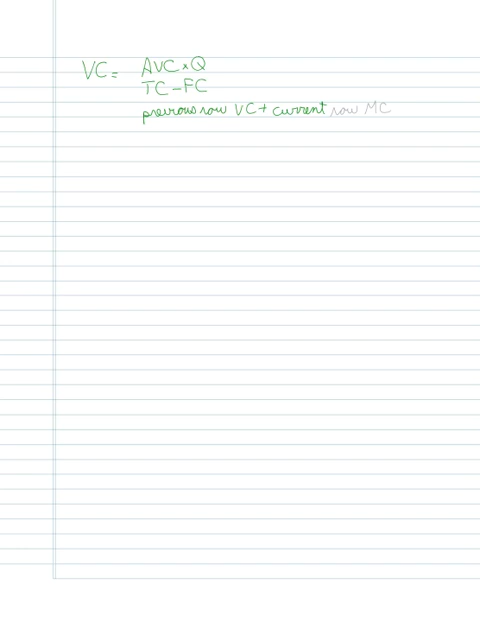 VC = AVC × Q
TC - FC
previous row VC + current row MC